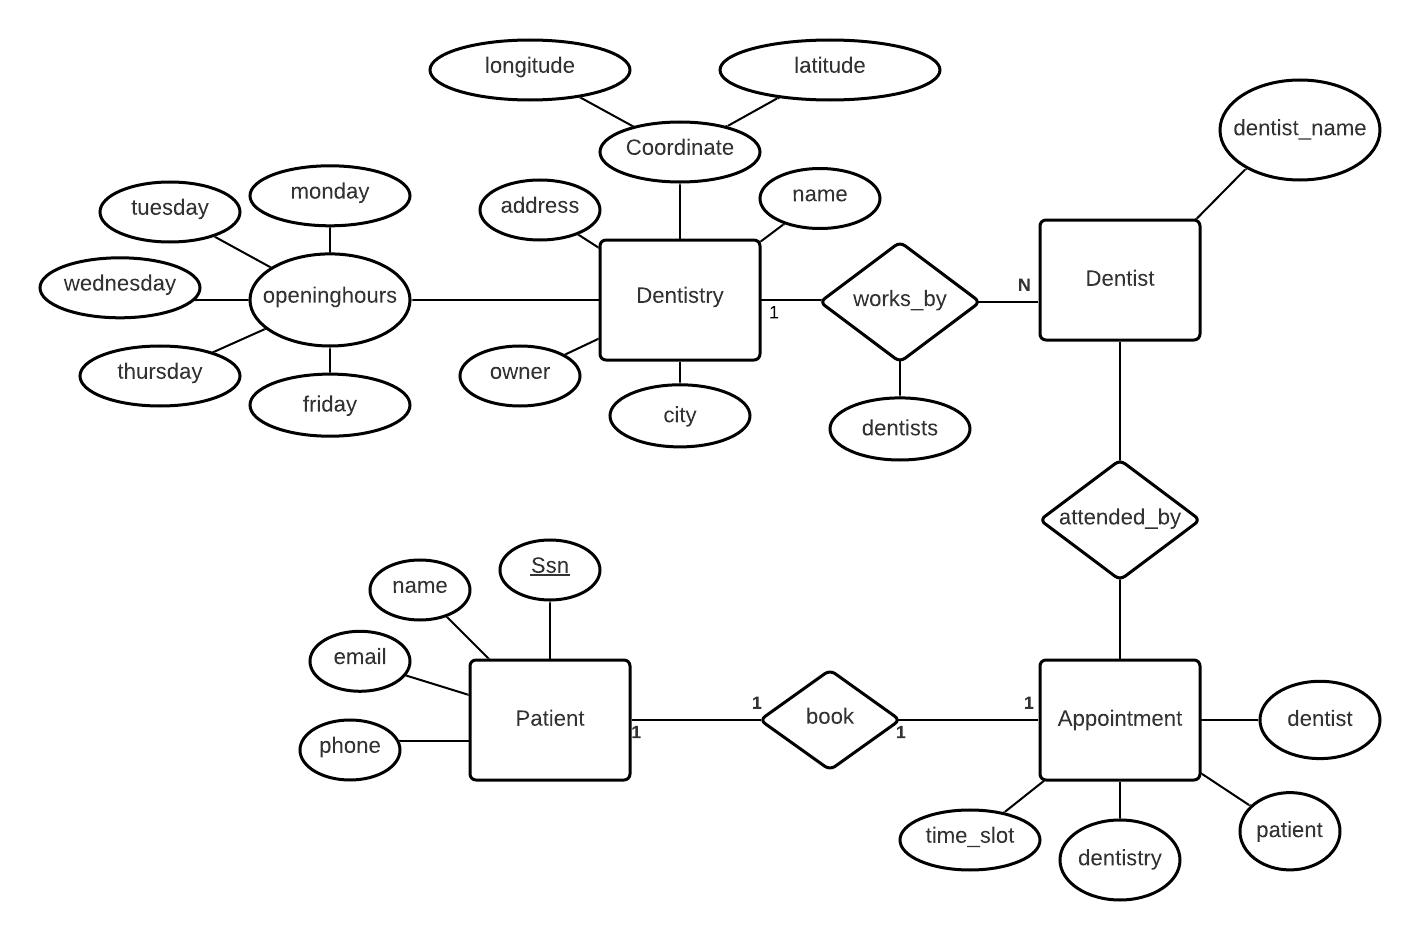 longitude
latitude
dentist_name
Coordinate
monday
tuesday
address
name
wednesday
openinghours
Dentistry
1
works_by
N
Dentist
thursday
friday
owner
city
dentists
attended_by
Ssn
name
email
phone
Patient
1
1
book
1
1
Appointment
dentist
time_slot
dentistry
patient